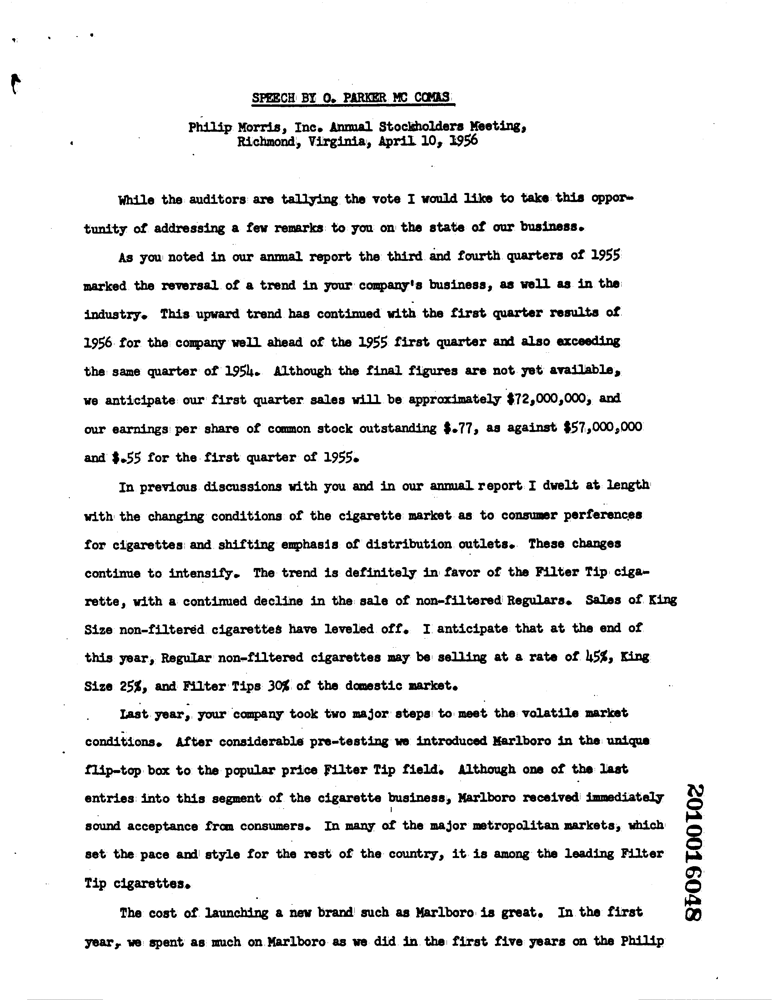 SPEECH BY O. PARKER MC COMAS
Philip Morris, Inc. Annual Stockholders Meeting,
Richmond, Virginia, April 10, 1956
While the auditors are tallying the vote I would like to take this oppor-
tunity of addressing a few remarks to you on the state of our business.
As you noted in our annual report the third and fourth quarters of 1955
marked the reversal of a trend in your company's business, as well as in the
industry. This upward trend has continued with the first quarter results of
1956 for the company well ahead of the 1955 first quarter and also exceeding
the same quarter of 1954. Although the final figures are not yet available,
we anticipate our first quarter sales will be approximately $72,000,000, and
our earnings per share of common stock outstanding $.77, as against $57,000,000
and $.55 for the first quarter of 1955.
In previous discussions with you and in our annual report I dwelt at length
with the changing conditions of the cigarette market as to consumer perferences
for cigarettes and shifting emphasis of distribution outlets. These changes
continue to intensify. The trend is definitely in favor of the Filter Tip ciga-
rette, with a continued decline in the sale of non-filtered Regulars. Sales of King
Size non-filtered cigarettes have leveled off. I anticipate that at the end of
this year, Regular non-filtered cigarettes may be selling at a rate of 45%, King
Size 25%, and Filter Tips 30% of the domestic market.
Last year, your company took two major steps to meet the volatile market
conditions. After considerable pre-testing we introduced Marlboro in the unique
flip-top box to the popular price Filter Tip field. Although one of the last
entries into this segment of the cigarette business, Marlboro received immediately
sound acceptance from consumers. In many of the major metropolitan markets, which
set the pace and style for the rest of the country, it is among the leading Filter
Tip cigarettes.
The cost of launching a new brand such as Marlboro is great. In the first
year, we spent as much on Marlboro as we did in the first five years on the Philip
2010016048